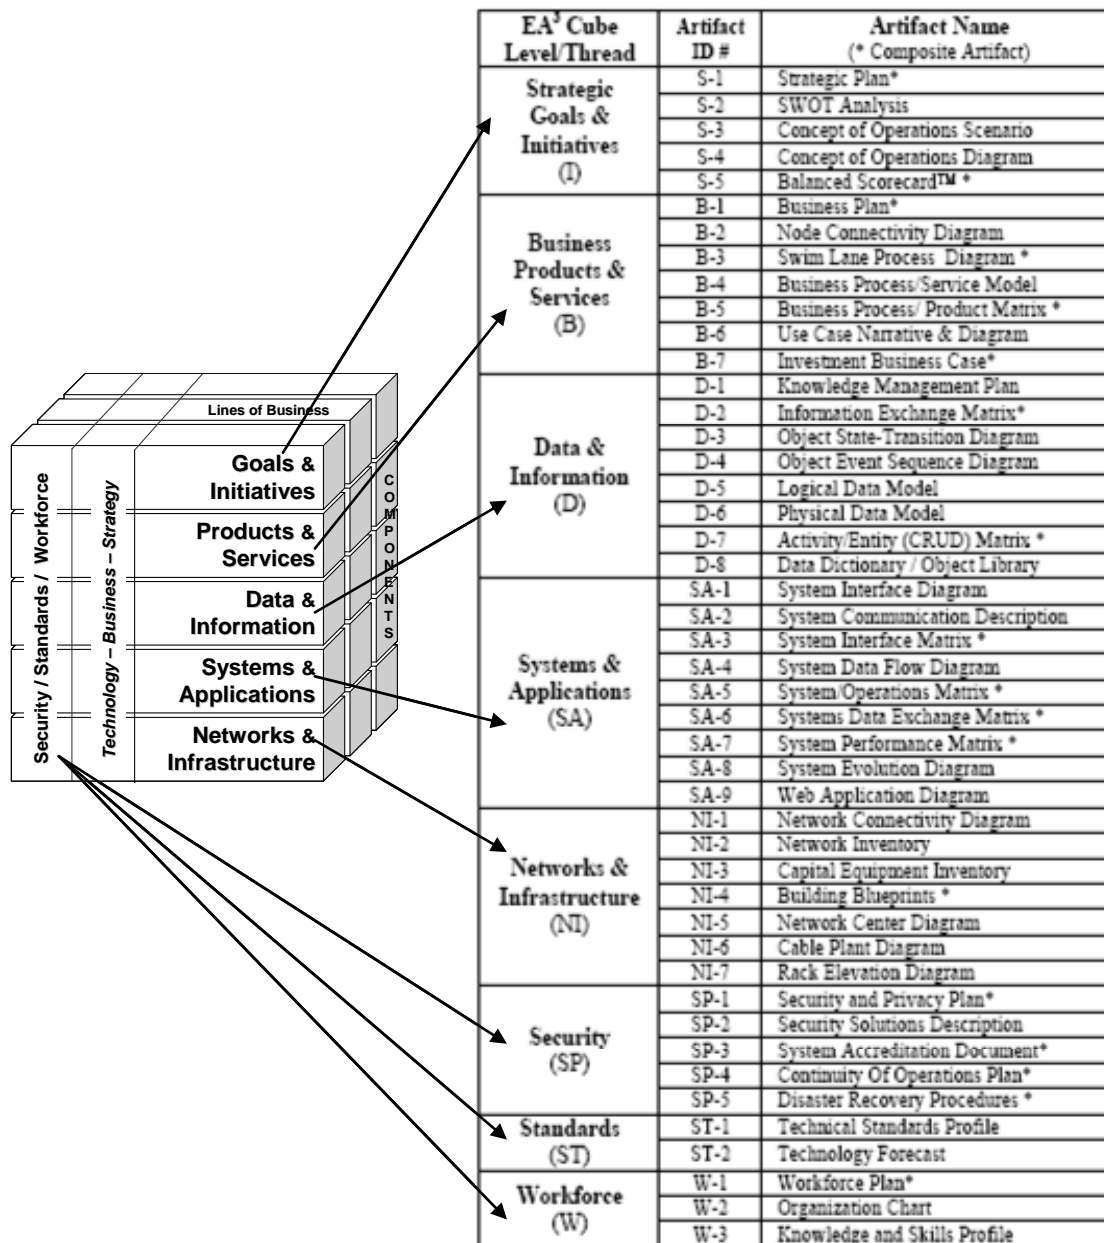 Lines of Business
Goals &
Initiatives
Products &
Services
Data &
Information
Systems &
Applications
Networks &
Infrastructure
Security / Standards / Workforce
Technology – Business – Strategy
COMPONENTS
EA³ Cube Level/Thread Artifact ID # Artifact Name (* Composite Artifact)
Strategic
Goals &
Initiatives
(I)
S-1 Strategic Plan*
S-2 SWOT Analysis
S-3 Concept of Operations Scenario
S-4 Concept of Operations Diagram
S-5 Balanced Scorecard™ *
Business
Products &
Services
(B)
B-1 Business Plan*
B-2 Node Connectivity Diagram
B-3 Swim Lane Process Diagram *
B-4 Business Process/Service Model
B-5 Business Process/ Product Matrix *
B-6 Use Case Narrative & Diagram
B-7 Investment Business Case*
Data &
Information
(D)
D-1 Knowledge Management Plan
D-2 Information Exchange Matrix*
D-3 Object State-Transition Diagram
D-4 Object Event Sequence Diagram
D-5 Logical Data Model
D-6 Physical Data Model
D-7 Activity/Entity (CRUD) Matrix *
D-8 Data Dictionary / Object Library
Systems &
Applications
(SA)
SA-1 System Interface Diagram
SA-2 System Communication Description
SA-3 System Interface Matrix *
SA-4 System Data Flow Diagram
SA-5 System/Operations Matrix *
SA-6 Systems Data Exchange Matrix *
SA-7 System Performance Matrix *
SA-8 System Evolution Diagram
SA-9 Web Application Diagram
Networks &
Infrastructure
(NI)
NI-1 Network Connectivity Diagram
NI-2 Network Inventory
NI-3 Capital Equipment Inventory
NI-4 Building Blueprints *
NI-5 Network Center Diagram
NI-6 Cable Plant Diagram
NI-7 Rack Elevation Diagram
Security
(SP)
SP-1 Security and Privacy Plan*
SP-2 Security Solutions Description
SP-3 System Accreditation Document*
SP-4 Continuity Of Operations Plan*
SP-5 Disaster Recovery Procedures *
Standards
(ST)
ST-1 Technical Standards Profile
ST-2 Technology Forecast
Workforce
(W)
W-1 Workforce Plan*
W-2 Organization Chart
W-3 Knowledge and Skills Profile